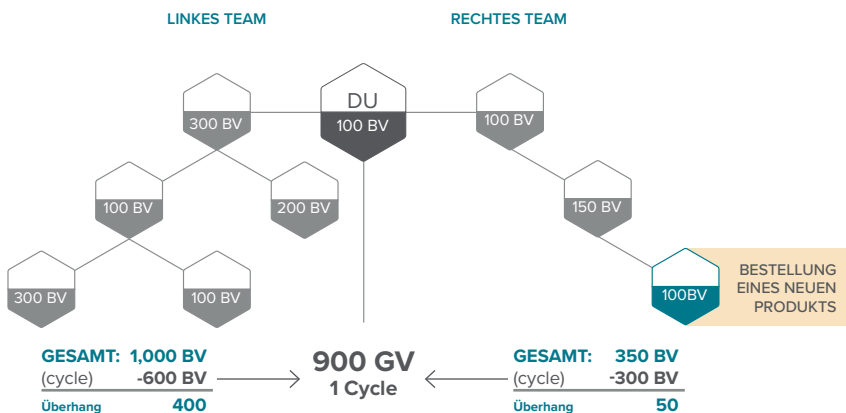 LINKES TEAM
RECHTES TEAM
DU
100 BV
300 BV
100 BV
100 BV
200 BV
150 BV
300 BV
100 BV
100BV
BESTELLUNG
EINES NEUEN
PRODUKTS
GESAMT: 1,000 BV
(cycle) -600 BV
Überhang 400
900 GV
1 Cycle
GESAMT: 350 BV
(cycle) -300 BV
Überhang 50